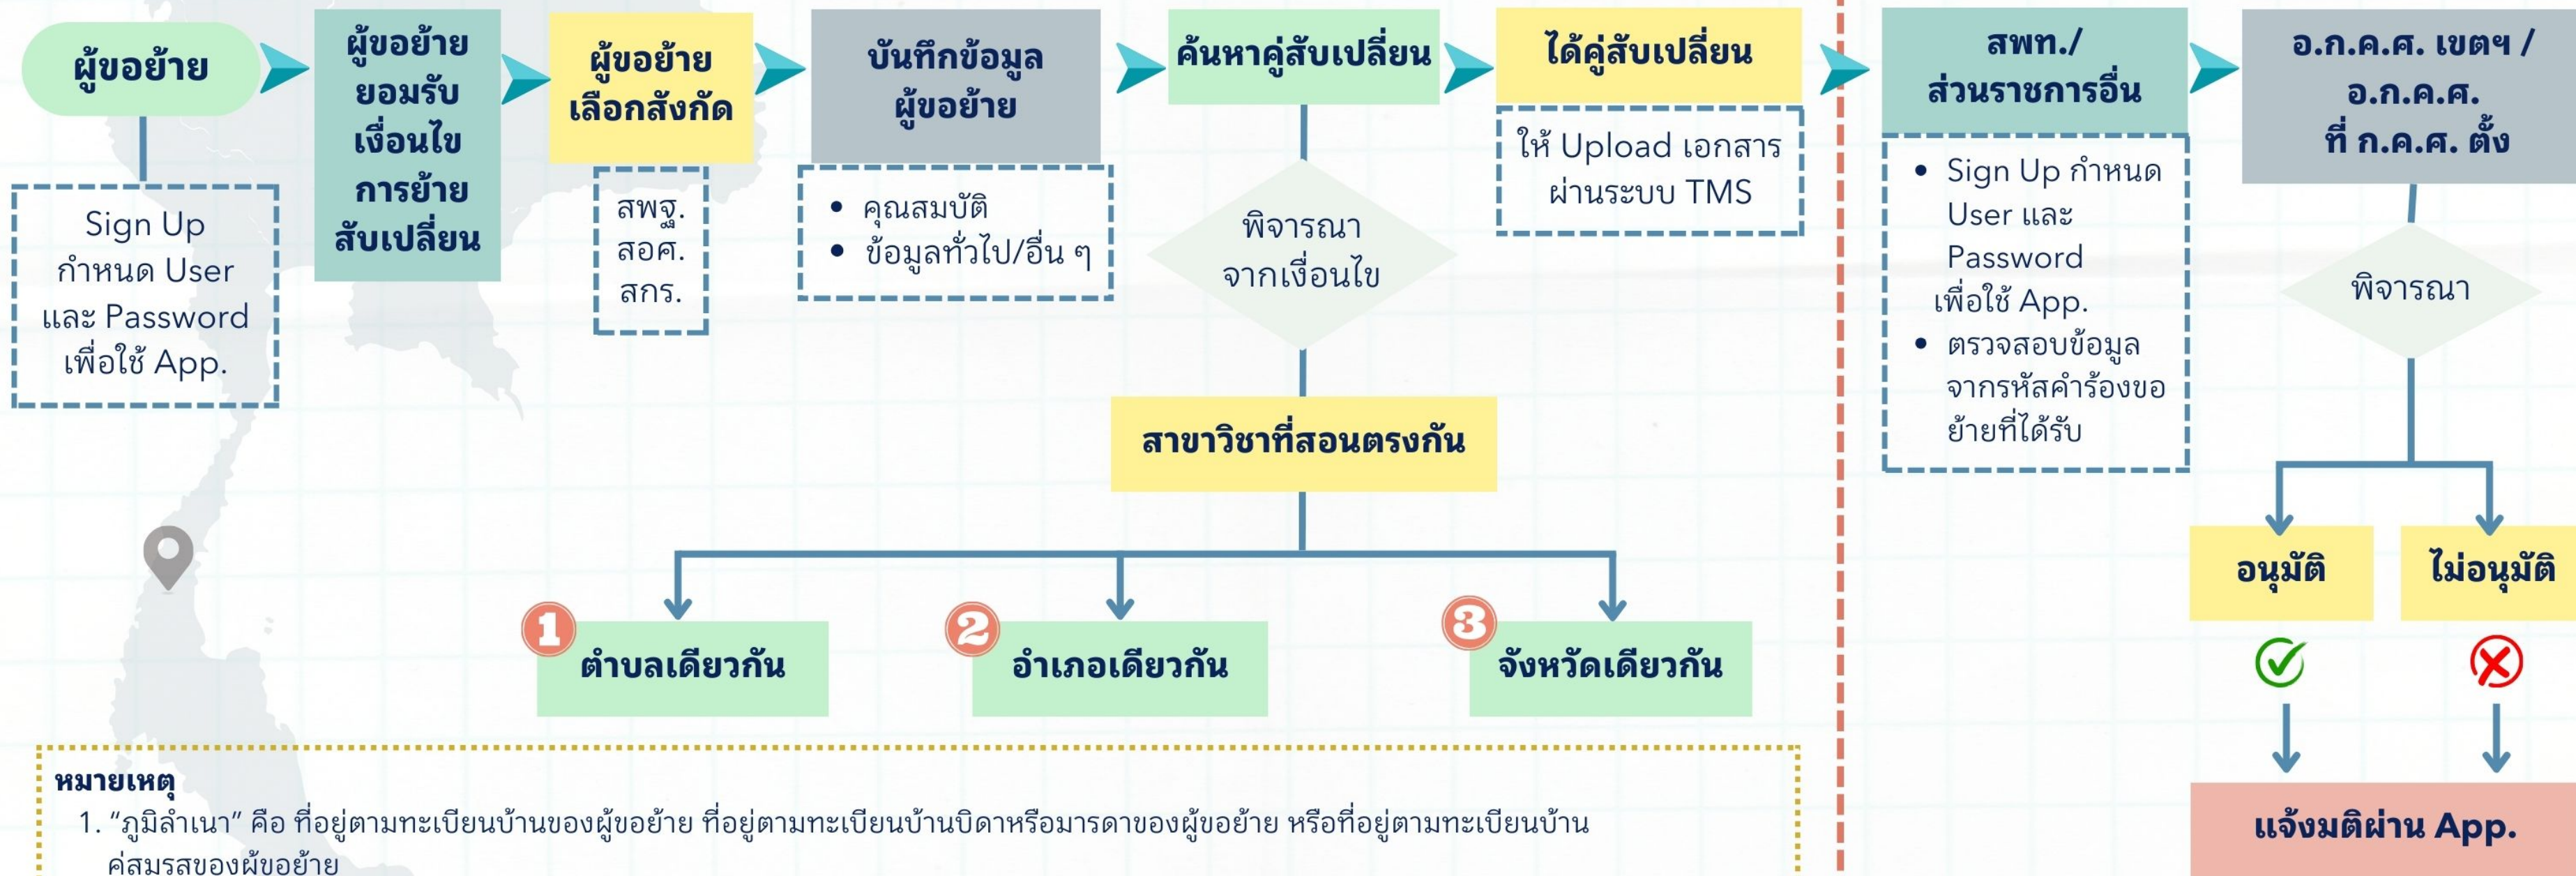 ผู้ขอย้าย
Sign Up
กำหนด User
และ Password
เพื่อใช้ App.
ผู้ขอย้าย
ยอมรับ
เงื่อนไข
การย้าย
สับเปลี่ยน
ผู้ขอย้าย
เลือกสังกัด
สพฐ.
สอศ.
สกร.
บันทึกข้อมูล
ผู้ขอย้าย
• คุณสมบัติ
• ข้อมูลทั่วไป/อื่น ๆ
ค้นหาคู่สับเปลี่ยน
พิจารณา
จากเงื่อนไข
สาขาวิชาที่สอนตรงกัน
1
ตำบลเดียวกัน
2
อำเภอเดียวกัน
3
จังหวัดเดียวกัน
ได้คู่สับเปลี่ยน
ให้ Upload เอกสาร
ผ่านระบบ TMS
สพท./
ส่วนราชการอื่น
• Sign Up กำหนด
User และ
Password
เพื่อใช้ App.
• ตรวจสอบข้อมูล
จากรหัสคำร้องขอ
ย้ายที่ได้รับ
อ.ก.ค.ศ. เขตฯ /
อ.ก.ค.ศ.
ที่ ก.ค.ศ. ตั้ง
พิจารณา
อนุมัติ
ไม่อนุมัติ
แจ้งมติผ่าน App.
หมายเหตุ
1. “ภูมิลำเนา” คือ ที่อยู่ตามทะเบียนบ้านของผู้ขอย้าย ที่อยู่ตามทะเบียนบ้านบิดาหรือมารดาของผู้ขอย้าย หรือที่อยู่ตามทะเบียนบ้าน
คู่สมรสของผู้ขอย้าย